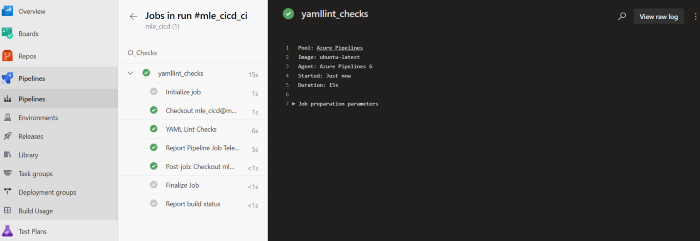 Overview
Boards
Repos
Pipelines
Pipelines
Environments
Releases
Library
Task groups
Deployment groups
Build Usage
Test Plans
← Jobs in run #mle_cicd_ci
mle_cicd (1)
CI_Checks
yamllint_checks 15s
Initialize job 1s
Checkout mle_cicd@m... 1s
YAML Lint Checks 6s
Report Pipeline Job Tele... 5s
Post-job: Checkout ml... <1s
Finalize Job <1s
Report build status <1s
yamllint_checks
View raw log
1 Pool: Azure Pipelines
2 Image: ubuntu-latest
3 Agent: Azure Pipelines 6
4 Started: Just now
5 Duration: 15s
6
7 ▶ Job preparation parameters